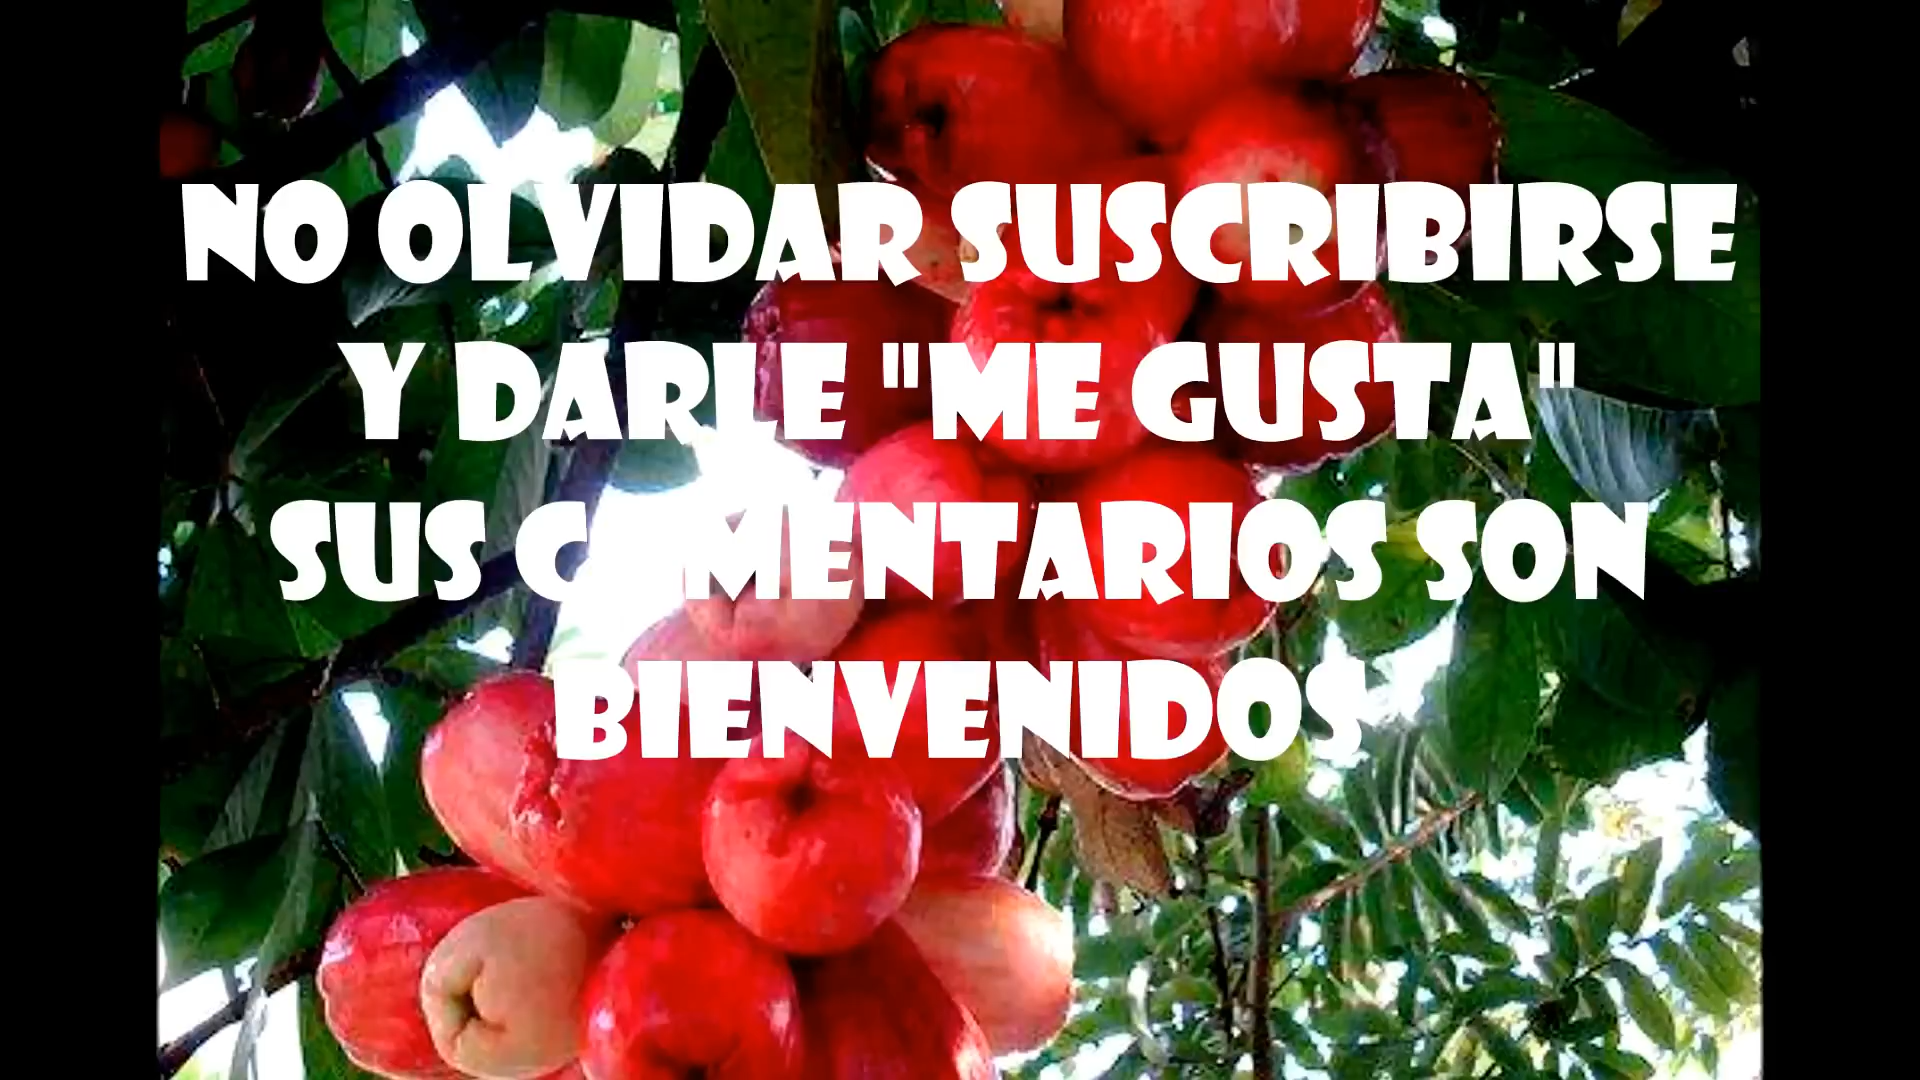 NO OLVIDAR SUSCRIBIRSE
Y DARLE "ME GUSTA"
SUS COMENTARIOS SON
BIENVENIDOS